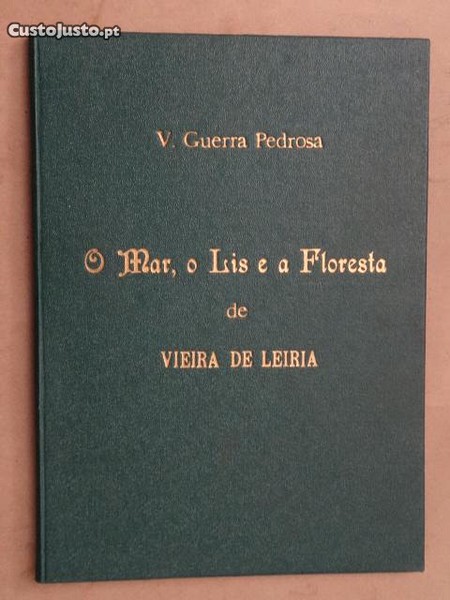 CustoJusto.pt
V. Guerra Pedrosa
O Mar, o Lis e a Floresta
de
VIEIRA DE LEIRIA